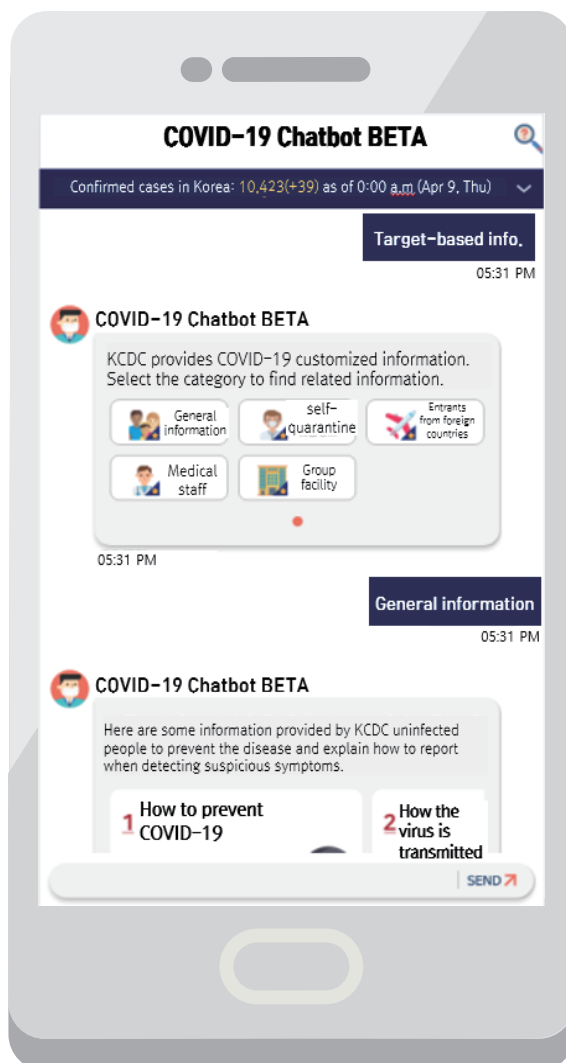 COVID-19 Chatbot BETA
Confirmed cases in Korea: 10,423(+39) as of 0:00 a.m (Apr 9, Thu)
Target-based info.
05:31 PM
COVID-19 Chatbot BETA
KCDC provides COVID-19 customized information.
Select the category to find related information.
General
information
self-
quarantine
Entrants
from foreign
countries
Medical
staff
Group
facility
05:31 PM
General information
05:31 PM
COVID-19 Chatbot BETA
Here are some information provided by KCDC uninfected
people to prevent the disease and explain how to report
when detecting suspicious symptoms.
1 How to prevent
COVID-19
2 How the
virus is
transmitted
SEND